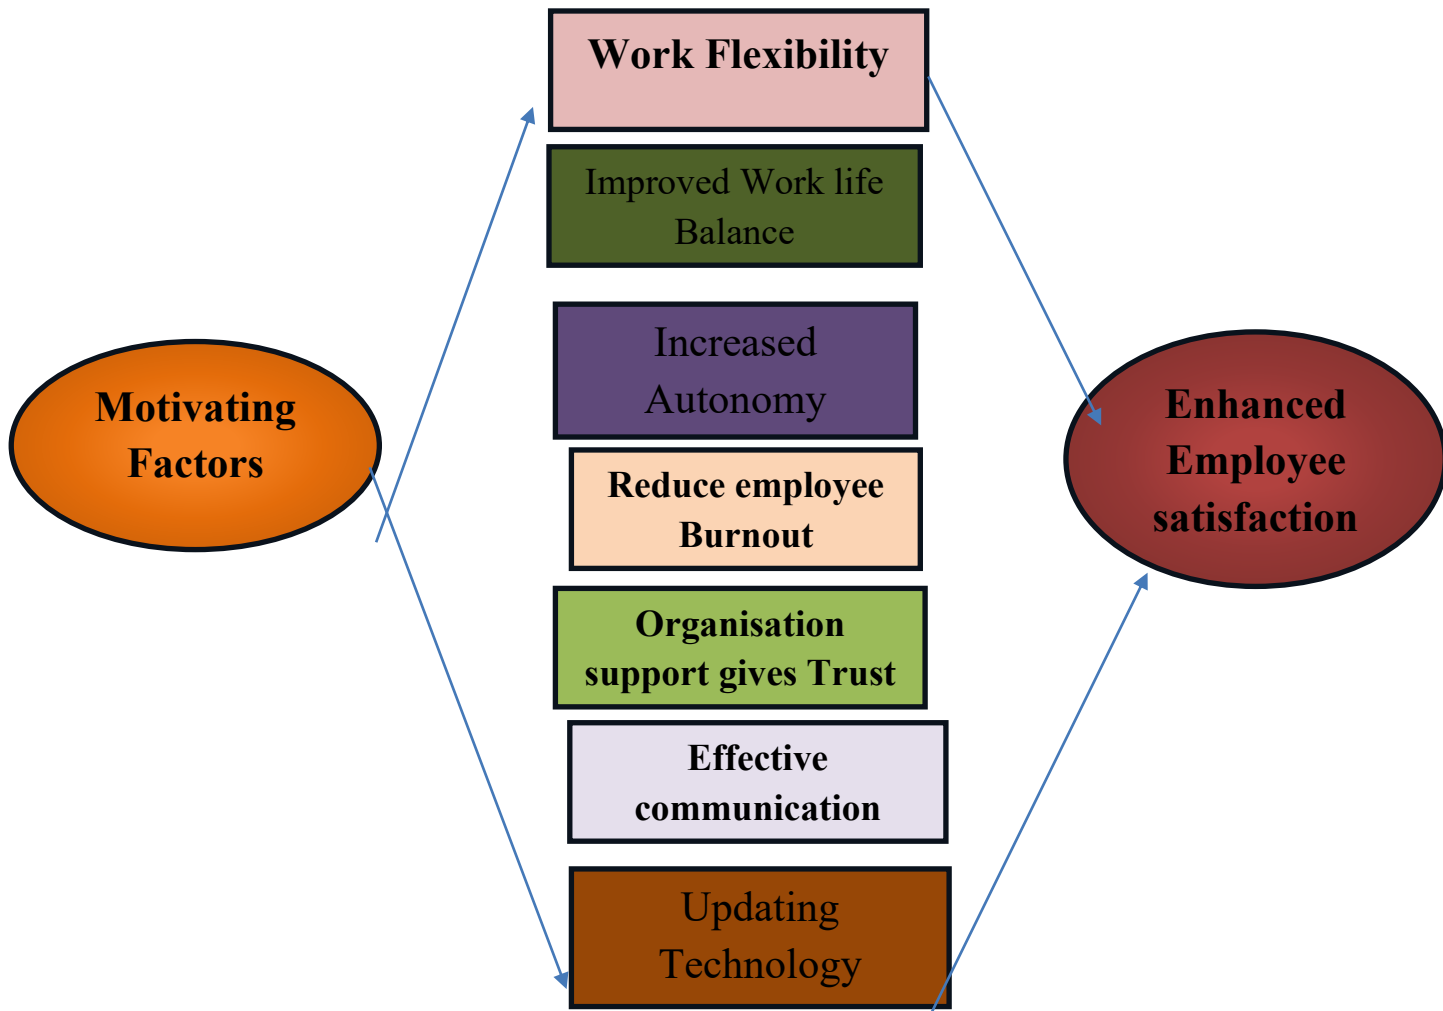 Work Flexibility
Improved Work life
Balance
Increased
Autonomy
Motivating
Factors
Enhanced
Employee
satisfaction
Reduce employee
Burnout
Organisation
support gives Trust
Effective
communication
Updating
Technology